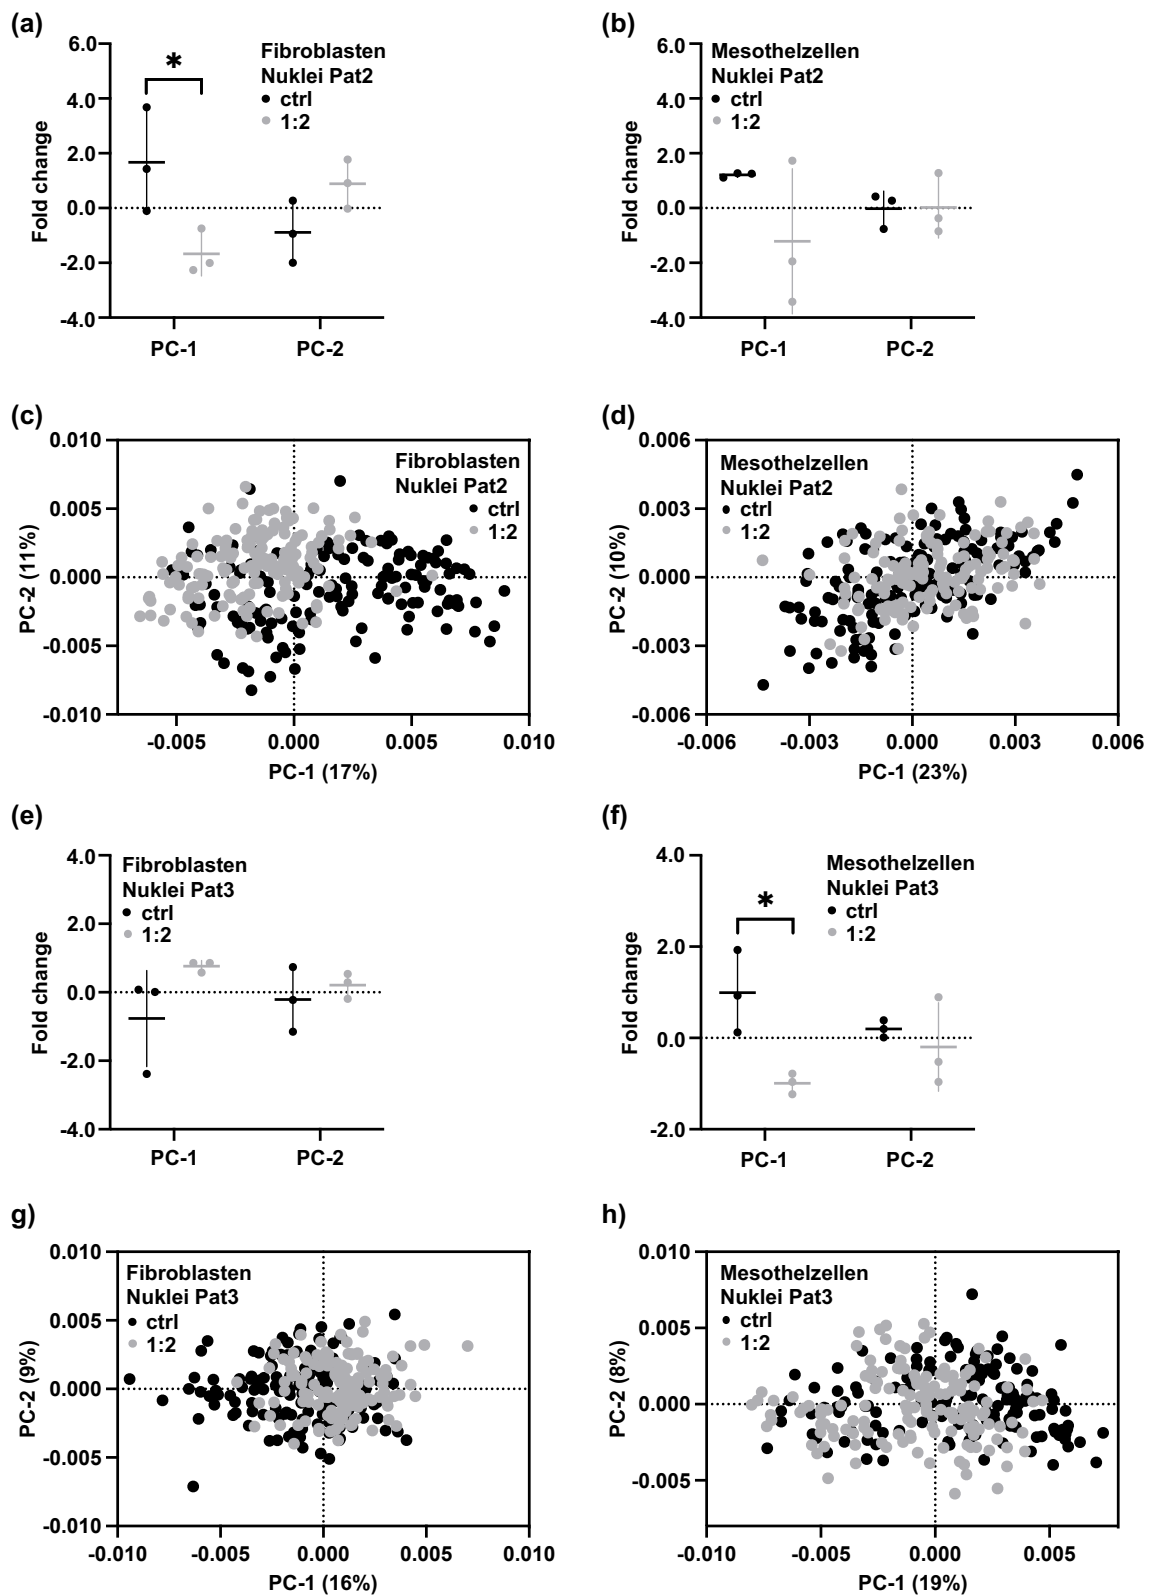 (a)
6.0
4.0
2.0
0.0
-2.0
-4.0
Fold change
*
Fibroblasten
Nuklei Pat2
ctrl
1:2
PC-1
PC-2
(b)
6.0
4.0
2.0
0.0
-2.0
-4.0
Fold change
Mesothelzellen
Nuklei Pat2
ctrl
1:2
PC-1
PC-2
(c)
0.010
0.005
0.000
-0.005
-0.010
PC-2 (11%)
Fibroblasten
Nuklei Pat2
ctrl
1:2
-0.005
0.000
0.005
0.010
PC-1 (17%)
(d)
0.006
0.003
0.000
-0.003
-0.006
PC-2 (10%)
Mesothelzellen
Nuklei Pat2
ctrl
1:2
-0.006
-0.003
0.000
0.003
0.006
PC-1 (23%)
(e)
4.0
2.0
0.0
-2.0
-4.0
Fold change
Fibroblasten
Nuklei Pat3
ctrl
1:2
PC-1
PC-2
(f)
4.0
2.0
0.0
-2.0
Fold change
*
Mesothelzellen
Nuklei Pat3
ctrl
1:2
PC-1
PC-2
g)
0.010
0.005
0.000
-0.005
-0.010
PC-2 (9%)
Fibroblasten
Nuklei Pat3
ctrl
1:2
-0.010
-0.005
0.000
0.005
0.010
PC-1 (16%)
h)
0.010
0.005
0.000
-0.005
PC-2 (8%)
Mesothelzellen
Nuklei Pat3
ctrl
1:2
-0.010
-0.005
0.000
0.005
PC-1 (19%)